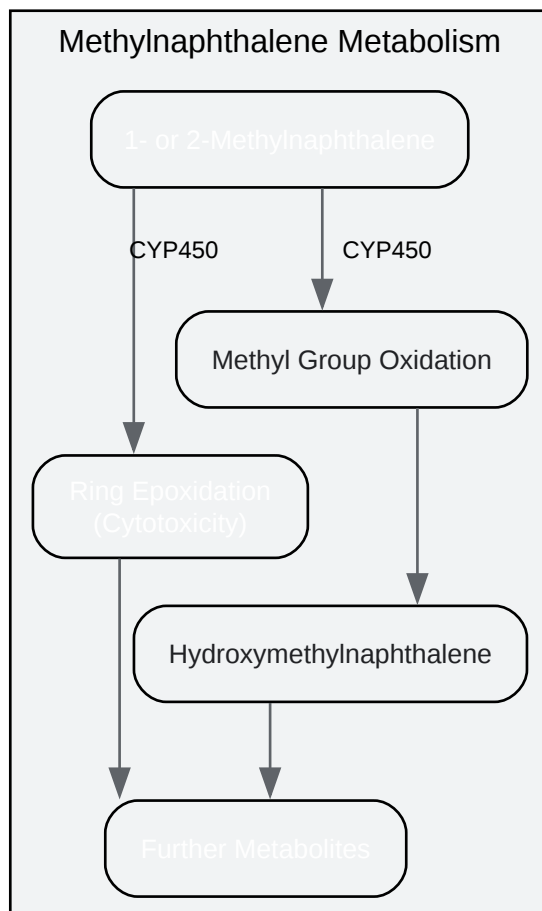 Methylnaphthalene Metabolism
1- or 2-Methylnaphthalene
CYP450
CYP450
Methyl Group Oxidation
Ring Epoxidation
(Cytotoxicity)
Hydroxymethylnaphthalene
Further Metabolites